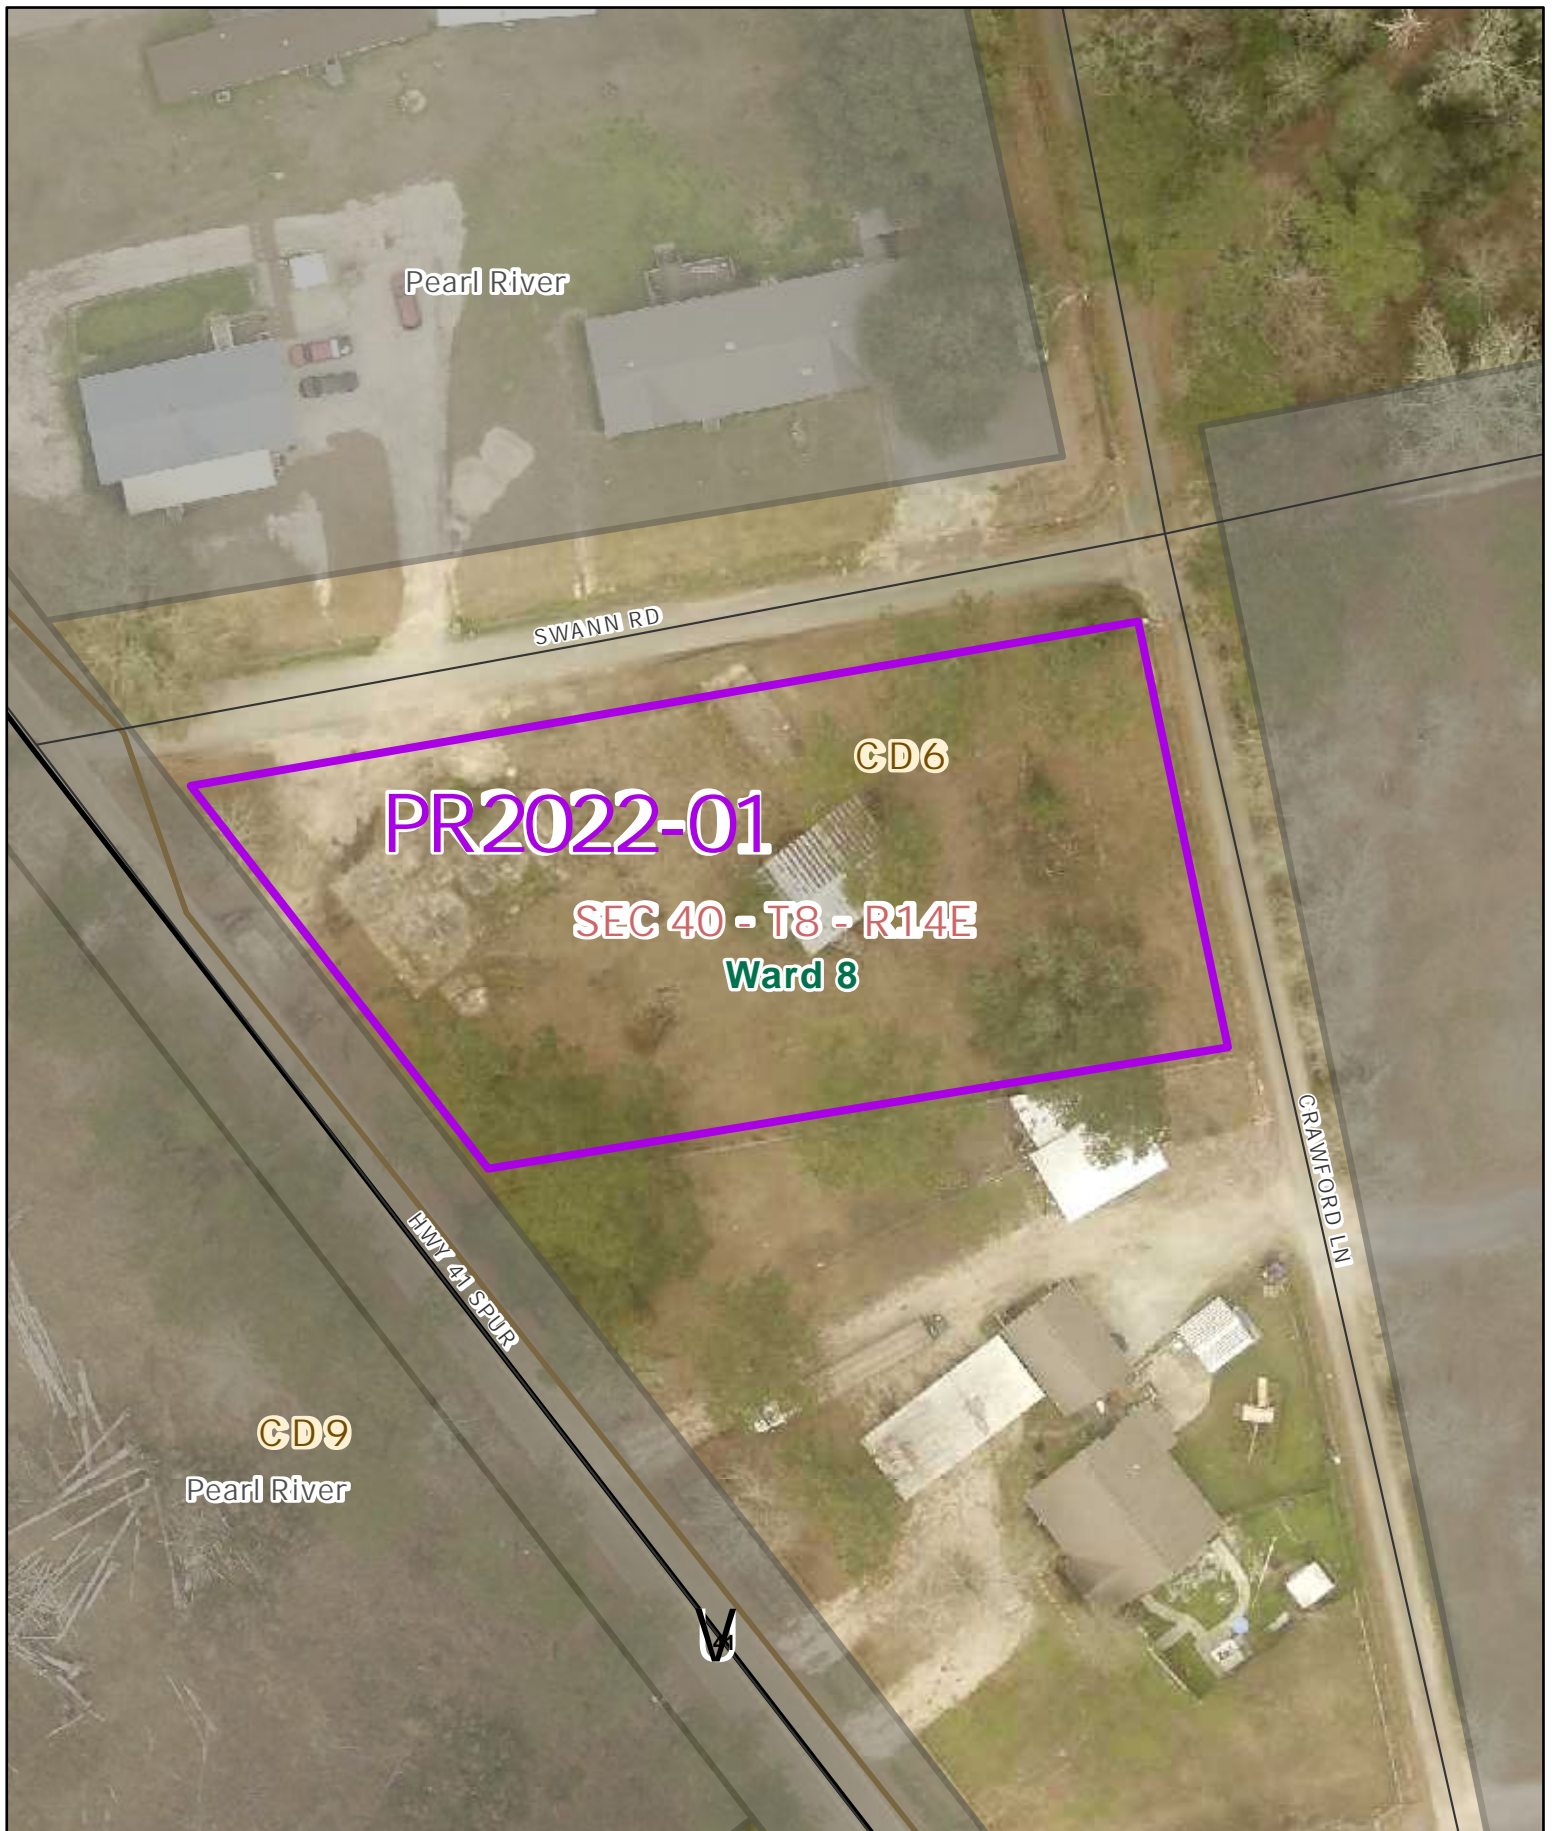 Pearl River
SWANN RD
CD6
PR2022-01
SEC 40 - T8 - R14E
Ward 8
CRAWFORD LN
HWY 41 SPUR
CD9
Pearl River
41